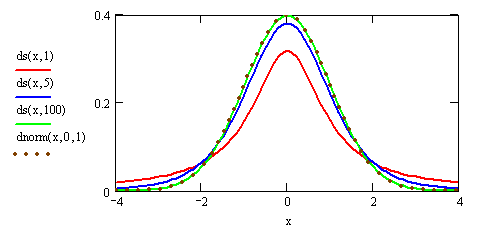 ds(x,1)
ds(x,5)
ds(x,100)
dnorm(x,0,1)
0.4
0.2
0
−4
−2
0
2
4
x